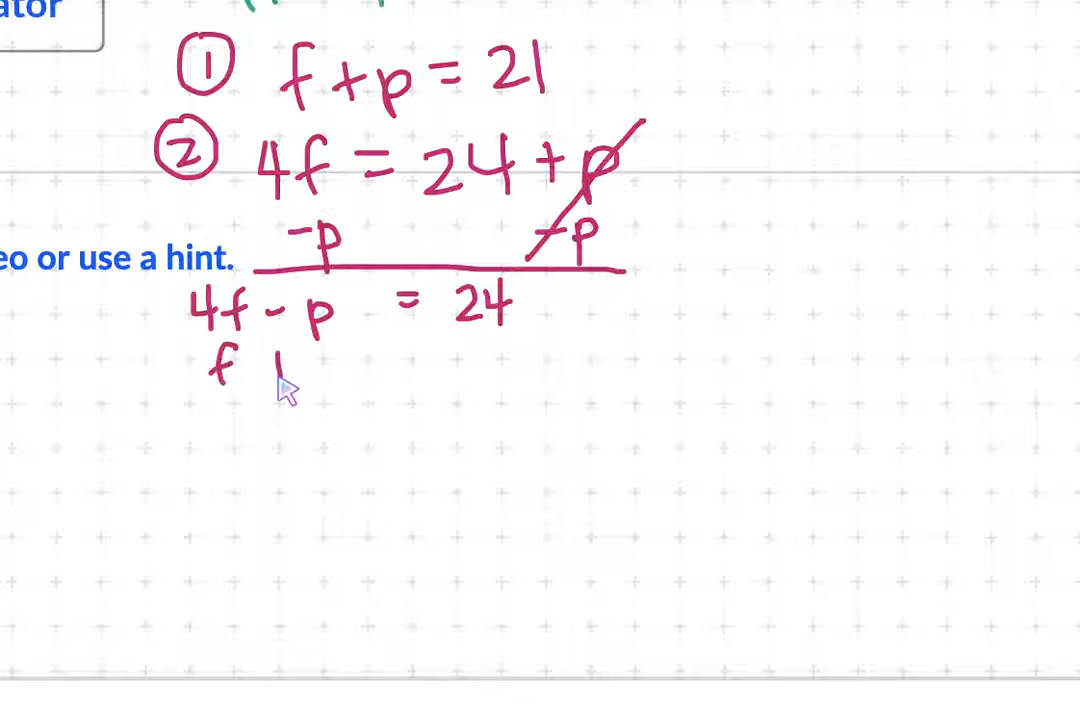 ator
① f + p = 21
② 4f = 24 + p
-p -p
eo or use a hint.
4f - p = 24
f